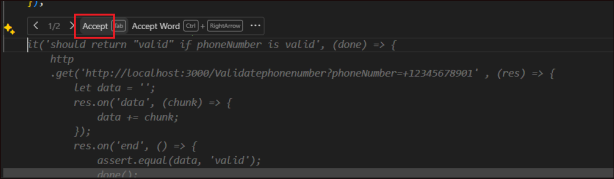 });
< 1/2 > Accept Tab Accept Word Ctrl + RightArrow ...
it('should return "valid" if phoneNumber is valid', (done) => {
http
.get('http://localhost:3000/Validatephonenumber?phoneNumber=+12345678901' , (res) => {
let data = '';
res.on('data', (chunk) => {
data += chunk;
});
res.on('end', () => {
assert.equal(data, 'valid');
done();